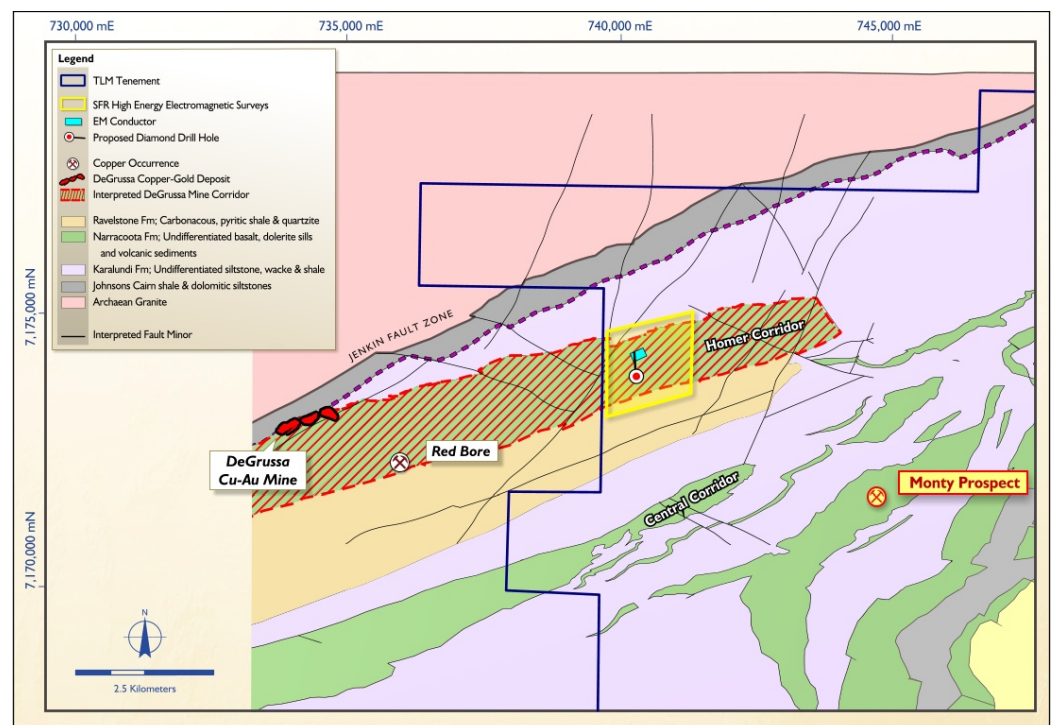 730,000 mE
735,000 mE
740,000 mE
745,000 mE
Legend
TLM Tenement
SFR High Energy Electromagnetic Surveys
EM Conductor
Proposed Diamond Drill Hole
Copper Occurrence
DeGrussa Copper-Gold Deposit
Interpreted DeGrussa Mine Corridor
Ravelstone Fm; Carbonacous, pyritic shale & quartzite
Narracoota Fm; Undifferentiated basalt, dolerite sills
and volcanic sediments
Karalundi Fm; Undifferentiated siltstone, wacke & shale
Johnsons Cairn shale & dolomitic siltstones
Archaean Granite
Interpreted Fault Minor
7,175,000 mN
JENKIN FAULT ZONE
Homer Corridor
Red Bore
DeGrussa
Cu-Au Mine
Monty Prospect
Central Corridor
7,170,000 mN
N
2.5 Kilometers